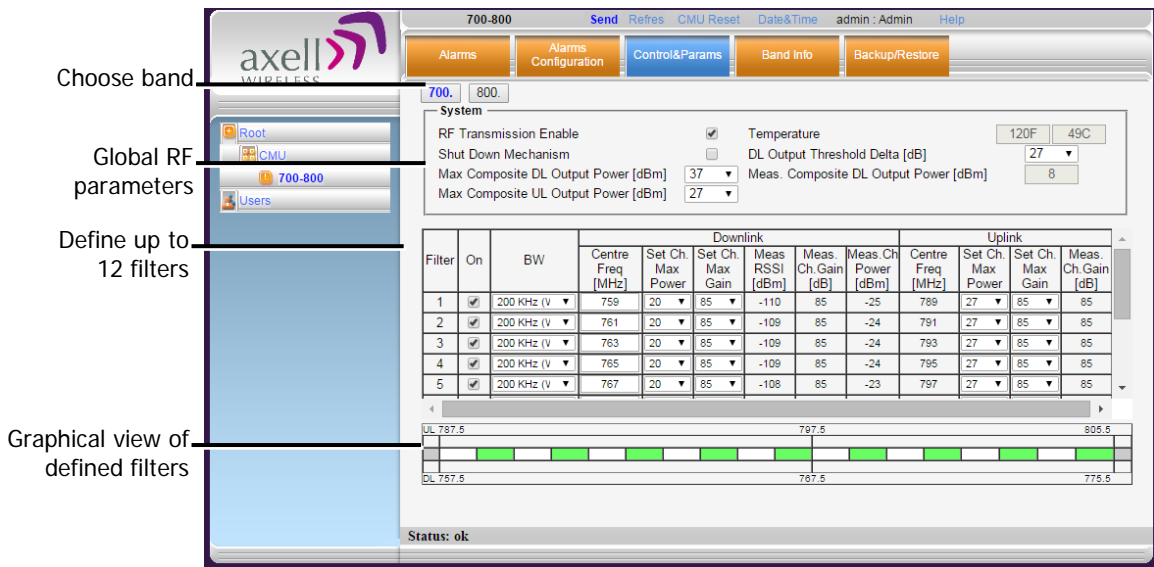 700-800 Send Refres CMU Reset Date&Time admin : Admin Help
axell
WIRELESS
Alarms
Alarms Configuration
Control&Params
Band Info
Backup/Restore
Choose band
700. 800.
System
RF Transmission Enable Temperature 120F 49C
Shut Down Mechanism DL Output Threshold Delta [dB] 27
Max Composite DL Output Power [dBm] 37 Meas. Composite DL Output Power [dBm] 8
Max Composite UL Output Power [dBm] 27
Root
CMU
700-800
Users
Global RF
parameters
Define up to
12 filters
Downlink Uplink
Filter On BW Centre Freq [MHz] Set Ch. Max Power Set Ch. Max Gain Meas RSSI [dBm] Meas. Ch.Gain [dB] Meas.Ch Power [dBm] Centre Freq [MHz] Set Ch. Max Power Set Ch. Max Gain Meas. Ch.Gain [dB]
1 200 KHz (V 759 20 85 -110 85 -25 789 27 85 85
2 200 KHz (V 761 20 85 -109 85 -24 791 27 85 85
3 200 KHz (V 763 20 85 -109 85 -24 793 27 85 85
4 200 KHz (V 765 20 85 -109 85 -24 795 27 85 85
5 200 KHz (V 767 20 85 -108 85 -23 797 27 85 85
Graphical view of
defined filters
UL 787.5 797.5 805.5
DL 757.5 767.5 775.5
Status: ok